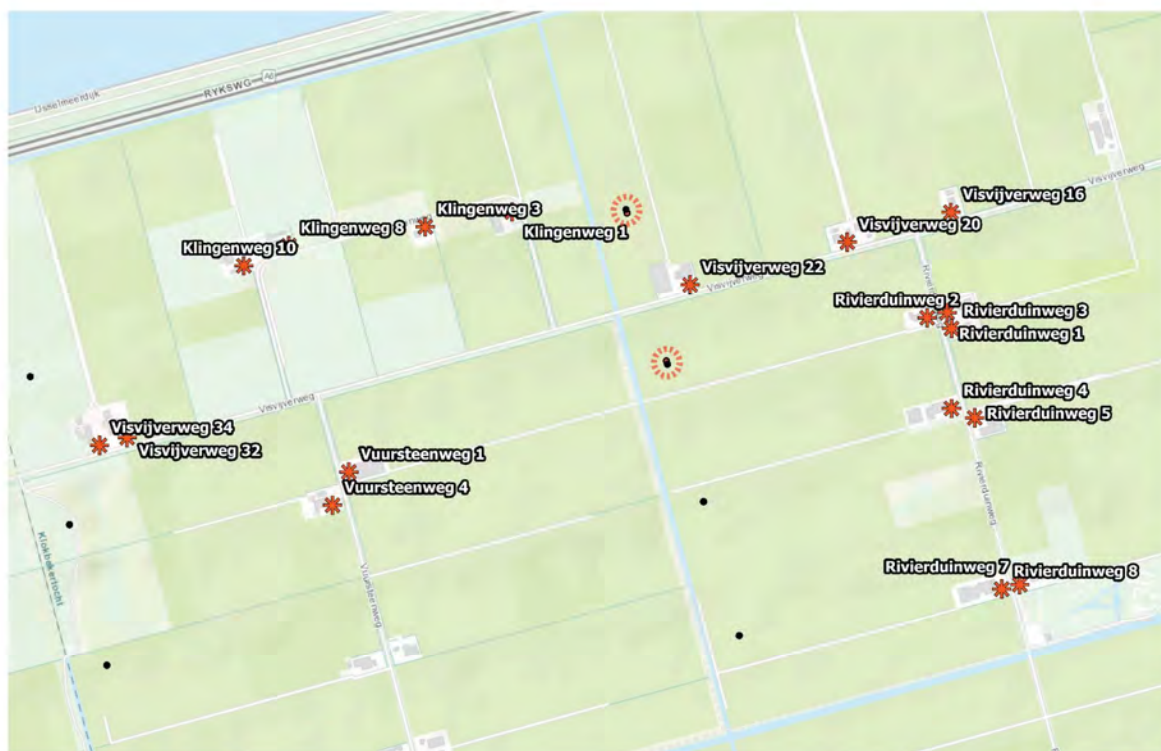 IJsselmeerdijk
RYKSWG
A6
Visvijverweg
Visvijverweg 16
Klingenweg 3
Klingenweg 8
Klingenweg 1
Visvijverweg 20
Klingenweg 10
Visvijverweg 22
Visvijverweg
Rivierduinweg 2
Rivierduinweg 3
Rivierduinweg 1
Visvijverweg
Rivierduinweg 4
Rivierduinweg 5
Visvijverweg 34
Visvijverweg 32
Vuursteenweg 1
Vuursteenweg 4
Rivierduinweg
Klokbekertocht
Vuursteenweg
Rivierduinweg 7
Rivierduinweg 8